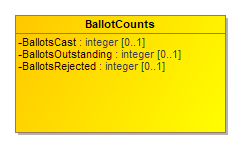 BallotCounts
-BallotsCast : integer [0..1]
-BallotsOutstanding : integer [0..1]
-BallotsRejected : integer [0..1]